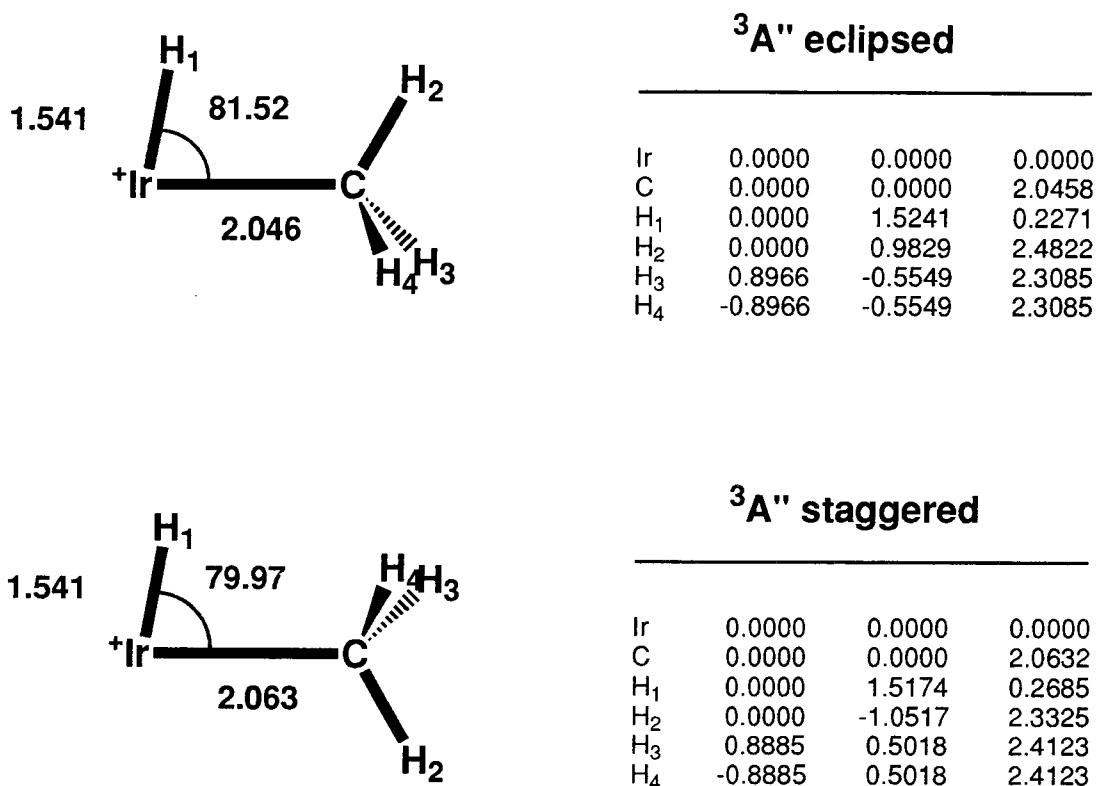 ³A" eclipsed
H₁
H₂
1.541
81.52
⁺Ir
C
2.046
H₄
H₃
Ir 0.0000 0.0000 0.0000
C 0.0000 0.0000 2.0458
H₁ 0.0000 1.5241 0.2271
H₂ 0.0000 0.9829 2.4822
H₃ 0.8966 -0.5549 2.3085
H₄ -0.8966 -0.5549 2.3085
³A" staggered
H₁
1.541
79.97
H₄
H₃
⁺Ir
C
2.063
H₂
Ir 0.0000 0.0000 0.0000
C 0.0000 0.0000 2.0632
H₁ 0.0000 1.5174 0.2685
H₂ 0.0000 -1.0517 2.3325
H₃ 0.8885 0.5018 2.4123
H₄ -0.8885 0.5018 2.4123